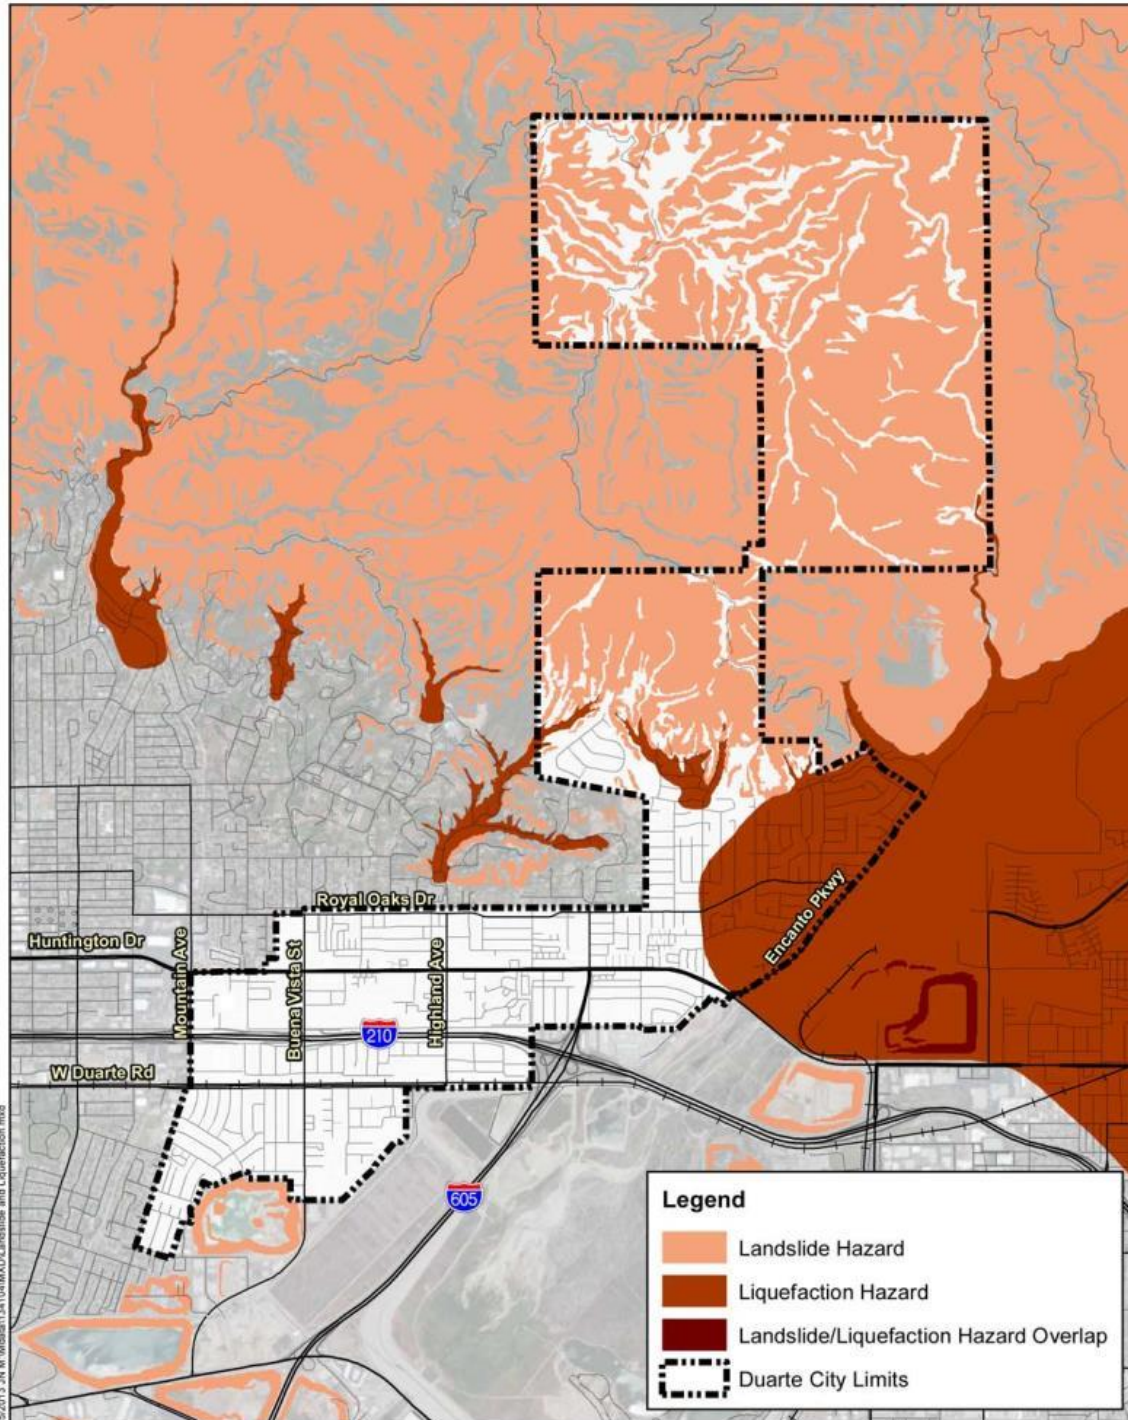 Royal Oaks Dr
Huntington Dr
Mountain Ave
Buena Vista St
Highland Ave
Encanto Pkwy
210
W Duarte Rd
605
Legend
Landslide Hazard
Liquefaction Hazard
Landslide/Liquefaction Hazard Overlap
Duarte City Limits